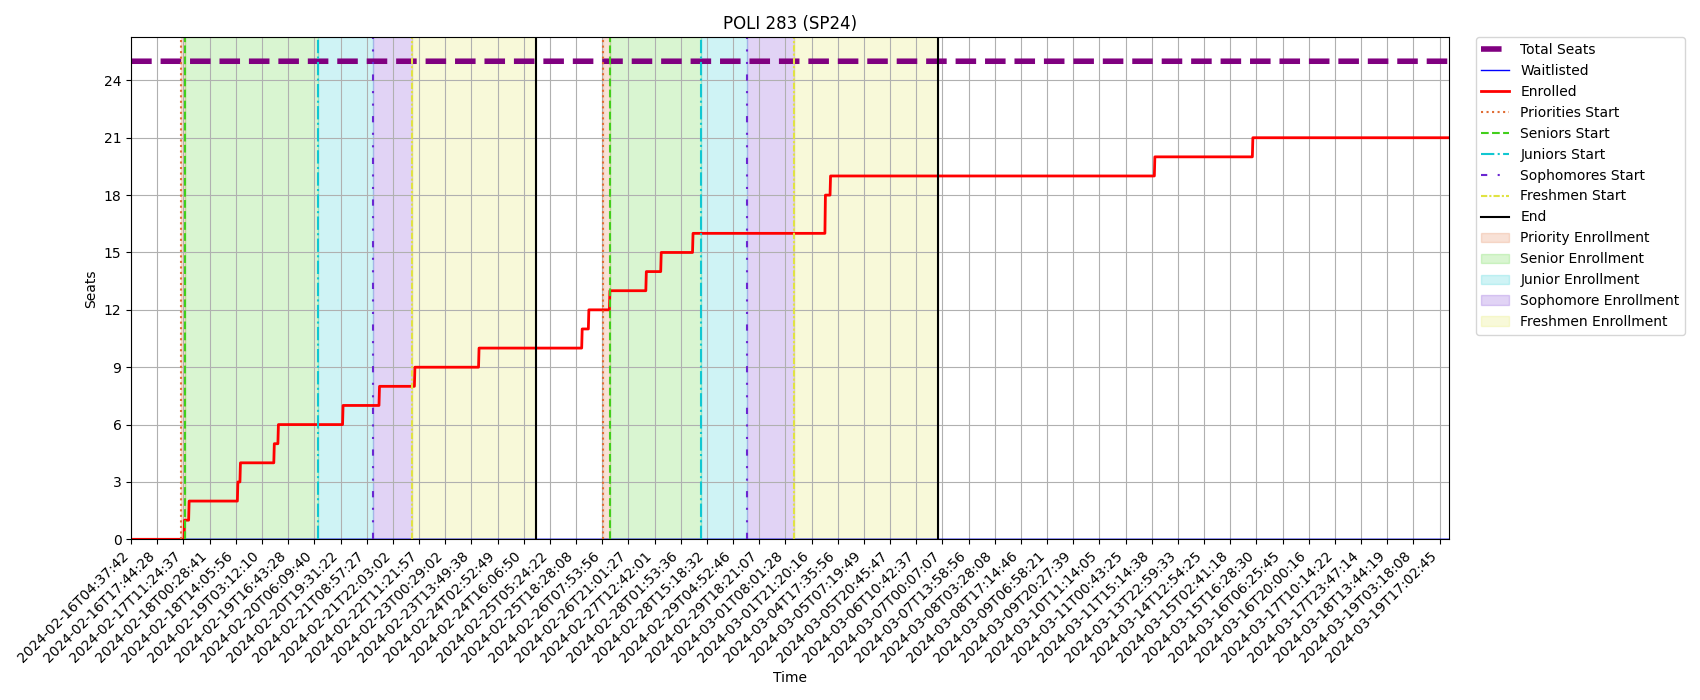 POLI 283 (SP24)
Total Seats
Waitlisted
Enrolled
Priorities Start
Seniors Start
Juniors Start
Sophomores Start
Freshmen Start
End
Priority Enrollment
Senior Enrollment
Junior Enrollment
Sophomore Enrollment
Freshmen Enrollment
Seats
24
21
18
15
12
9
6
3
0
2024-02-16T04:37:42
2024-02-16T17:44:28
2024-02-17T11:24:37
2024-02-18T00:28:41
2024-02-18T14:05:56
2024-02-19T03:12:10
2024-02-19T16:43:28
2024-02-20T06:09:40
2024-02-20T19:31:22
2024-02-21T08:57:27
2024-02-21T22:03:02
2024-02-22T11:21:57
2024-02-23T00:29:02
2024-02-23T13:49:38
2024-02-24T02:52:49
2024-02-24T16:06:50
2024-02-25T05:24:22
2024-02-25T18:28:08
2024-02-26T07:53:56
2024-02-26T21:01:27
2024-02-27T12:42:01
2024-02-28T01:53:36
2024-02-28T15:18:32
2024-02-29T04:52:46
2024-02-29T18:21:07
2024-03-01T08:01:28
2024-03-01T21:20:16
2024-03-04T17:35:56
2024-03-05T07:19:49
2024-03-05T20:45:47
2024-03-06T10:42:37
2024-03-07T00:07:07
2024-03-07T13:58:56
2024-03-08T03:28:08
2024-03-08T17:14:46
2024-03-09T06:58:21
2024-03-09T20:27:39
2024-03-10T11:14:05
2024-03-11T00:43:25
2024-03-11T15:14:38
2024-03-13T22:59:33
2024-03-14T12:54:25
2024-03-15T02:41:18
2024-03-15T16:28:30
2024-03-16T06:25:45
2024-03-16T20:00:16
2024-03-17T10:14:22
2024-03-17T23:47:14
2024-03-18T13:44:19
2024-03-19T03:18:08
2024-03-19T17:02:45
Time